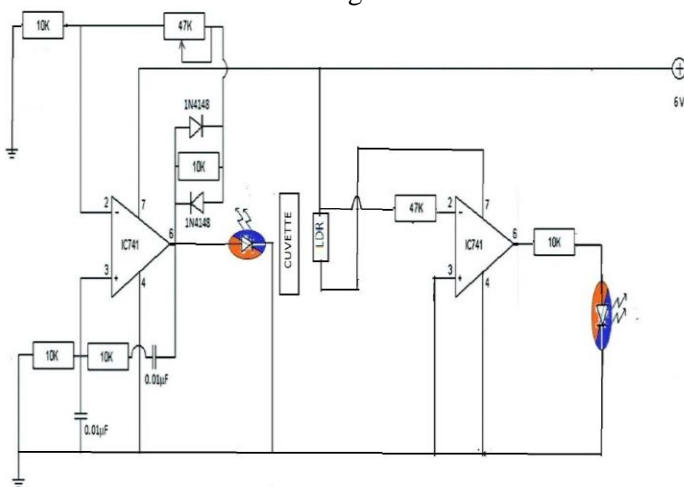 10K
47K
6V
1N4148
10K
1N4148
2
7
-
IC741
6
3
+
4
CUVETTE
LDR
47K
2
7
-
IC741
6
3
+
4
10K
10K
10K
0.01µF
0.01µF